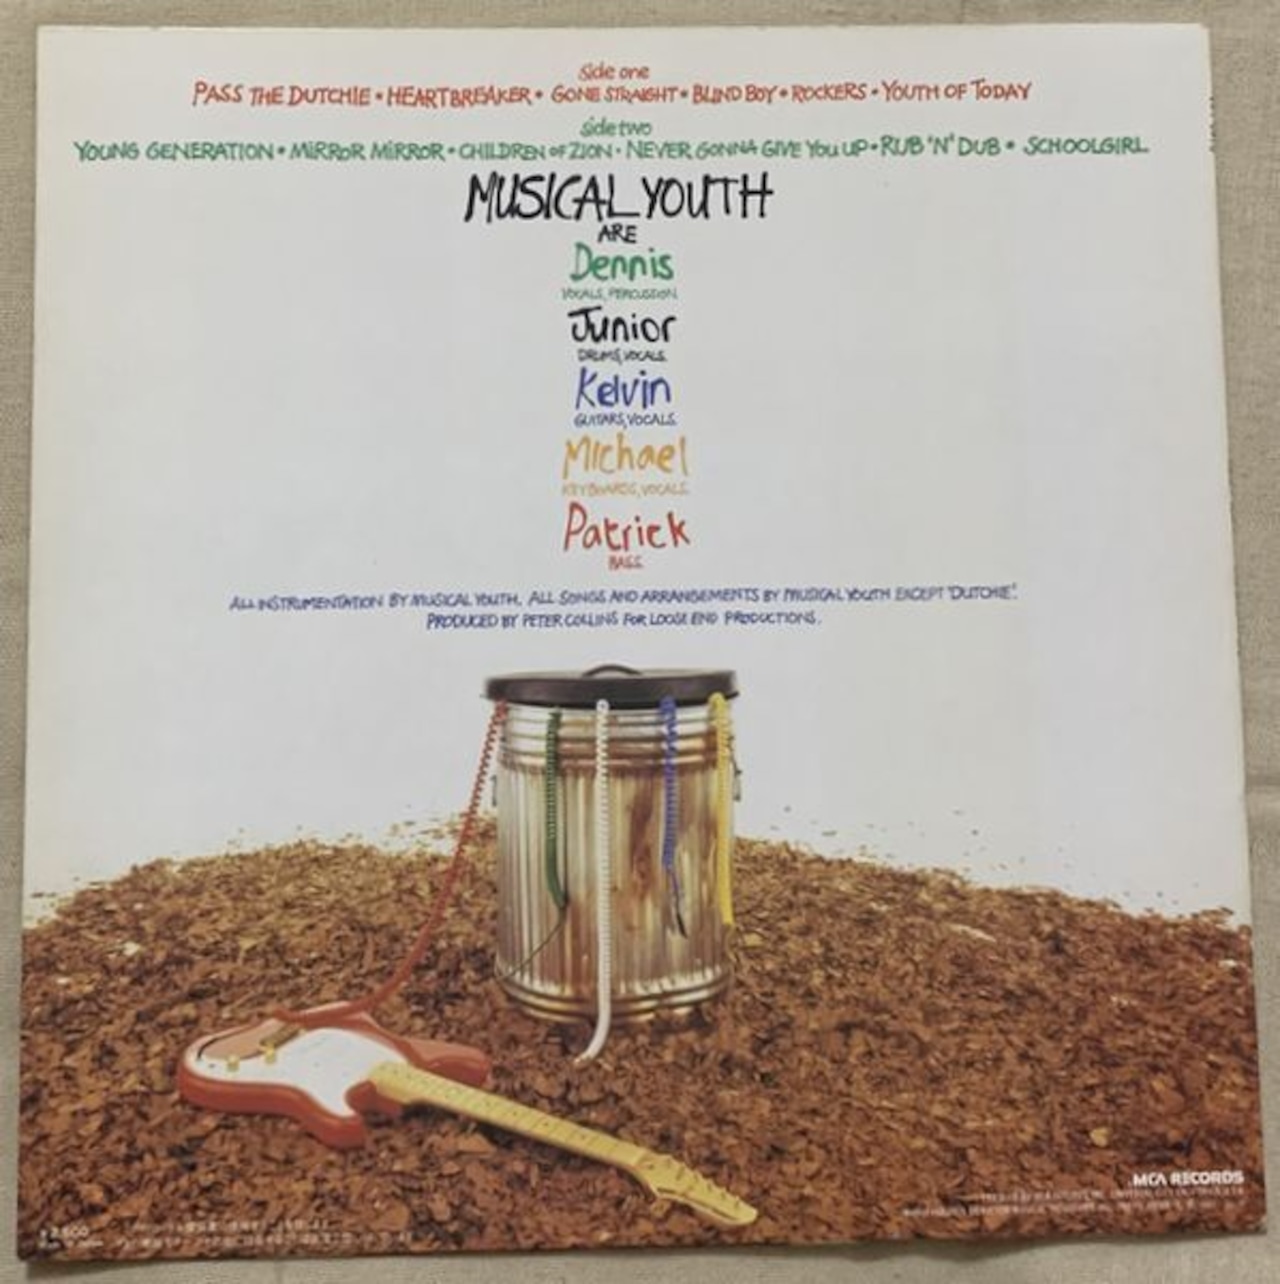 Side one
PASS THE DUTCHIE • HEARTBREAKER • GONE STRAIGHT • BLIND BOY • ROCKERS • YOUTH OF TODAY
side two
YOUNG GENERATION • MIRROR MIRROR • CHILDREN OF ZION • NEVER GONNA GIVE YOU UP • RUB 'N' DUB • SCHOOLGIRL
MUSICAL YOUTH
ARE
Dennis
VOCALS, PERCUSSION
Junior
DRUMS, VOCALS
Kelvin
GUITARS, VOCALS
Michael
KEYBOARDS, VOCALS
Patrick
BASS
ALL INSTRUMENTATION BY MUSICAL YOUTH. ALL SONGS AND ARRANGEMENTS BY MUSICAL YOUTH EXCEPT 'DUTCHIE'.
PRODUCED BY PETER COLLINS FOR LOOSE END PRODUCTIONS.
MCA RECORDS
2,500